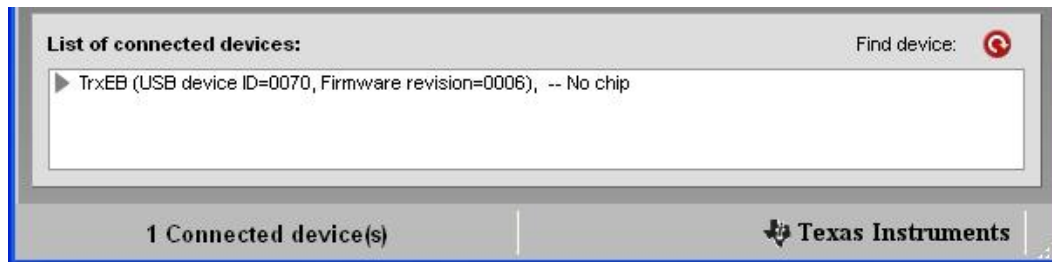 List of connected devices: Find device:
TrxEB (USB device ID=0070, Firmware revision=0006), -- No chip
1 Connected device(s) Texas Instruments